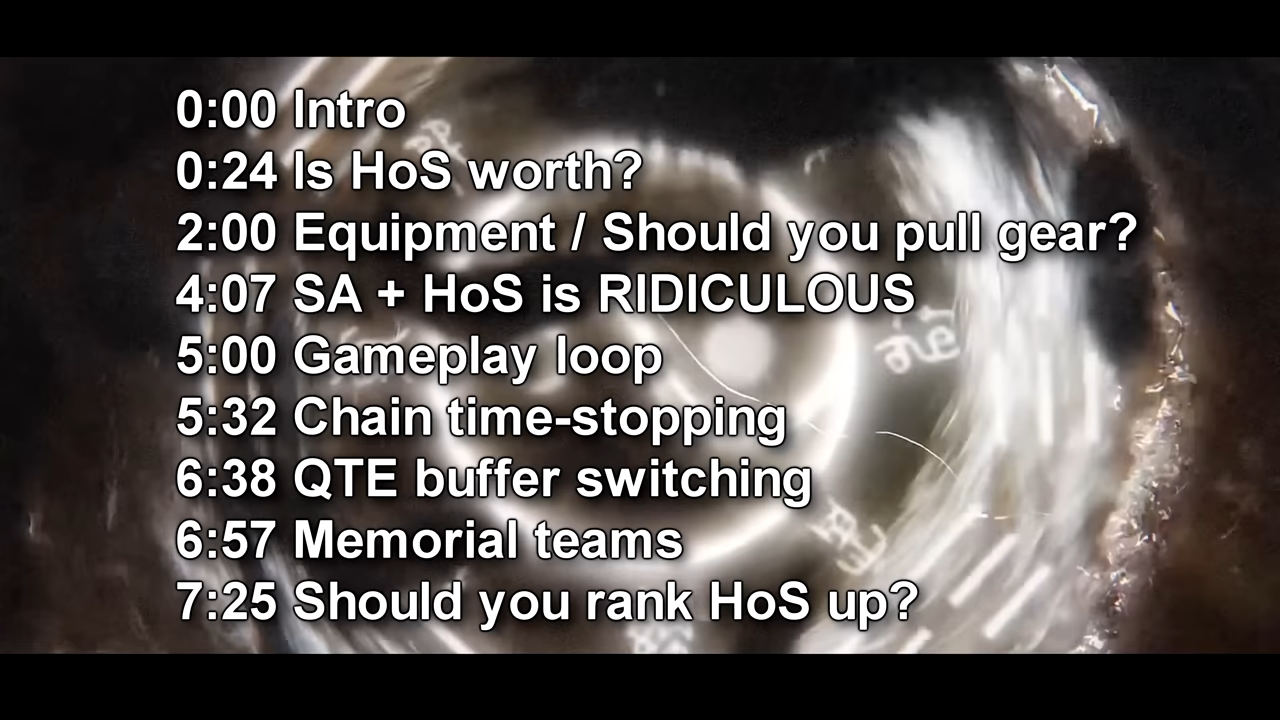 0:00 Intro
0:24 Is HoS worth?
2:00 Equipment / Should you pull gear?
4:07 SA + HoS is RIDICULOUS
5:00 Gameplay loop
5:32 Chain time-stopping
6:38 QTE buffer switching
6:57 Memorial teams
7:25 Should you rank HoS up?